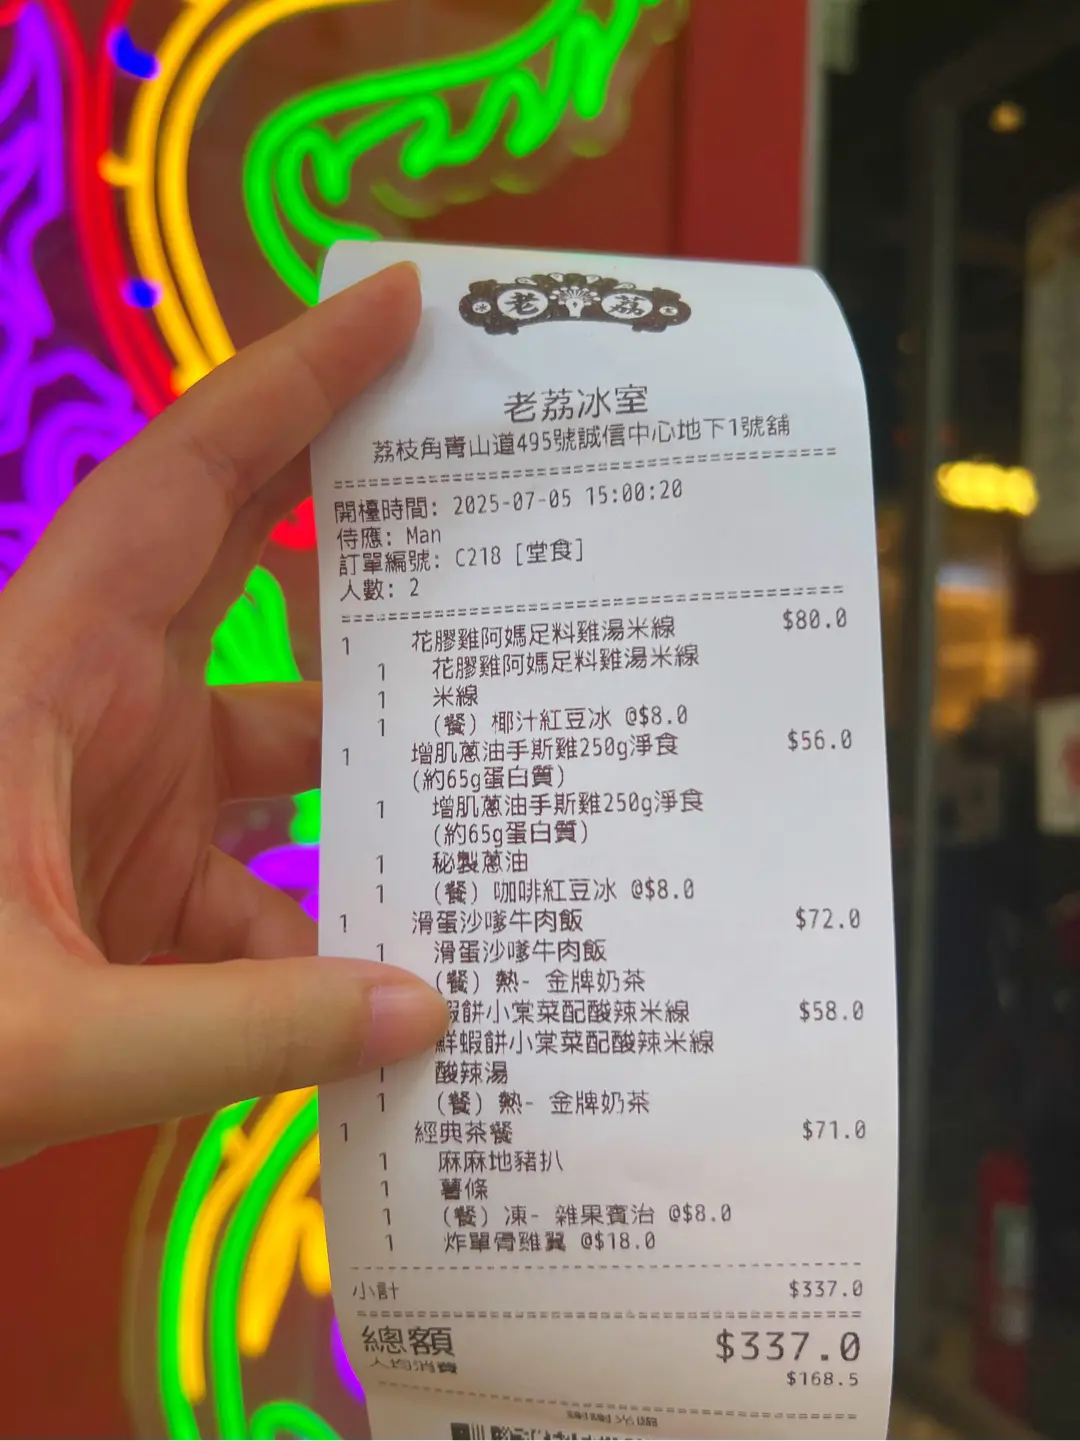 老荔
老荔冰室
荔枝角青山道495號誠信中心地下1號舖
開檯時間: 2025-07-05 15:00:20
侍應: Man
訂單編號: C218 [堂食]
人數: 2
1 花膠雞阿媽足料雞湯米線 $80.0
1 花膠雞阿媽足料雞湯米線
1 米線
1 (餐) 椰汁紅豆冰 @$8.0
1 增肌蔥油手斯雞250g淨食 $56.0
(約65g蛋白質)
1 增肌蔥油手斯雞250g淨食
(約65g蛋白質)
1 秘製蔥油
1 (餐) 咖啡紅豆冰 @$8.0
1 滑蛋沙嗲牛肉飯 $72.0
1 滑蛋沙嗲牛肉飯
(餐) 熱- 金牌奶茶
蝦餅小棠菜配酸辣米線 $58.0
鮮蝦餅小棠菜配酸辣米線
1 酸辣湯
1 (餐) 熱- 金牌奶茶
1 經典茶餐 $71.0
1 麻麻地豬扒
1 薯條
1 (餐) 凍- 雜果賓治 @$8.0
1 炸單骨雞翼 @$18.0
小計 $337.0
總額 $337.0
人均消費 $168.5